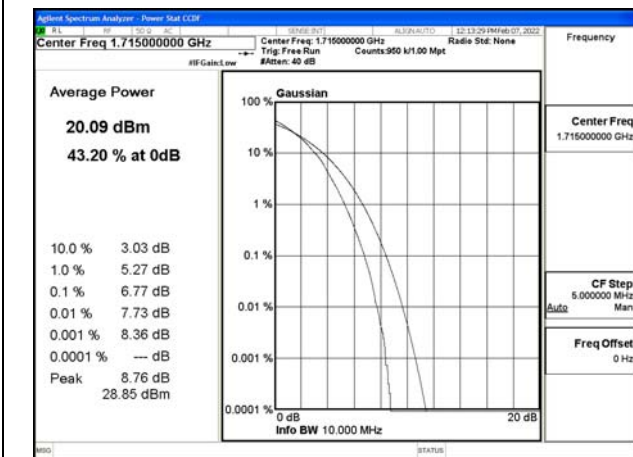 Agilent Spectrum Analyzer - Power Stat CCDF
RL RF 50 Ω AC SENSE:INT ALIGN AUTO 12:13:29 PM Feb 07, 2022
Center Freq 1.715000000 GHz
Center Freq: 1.715000000 GHz
Radio Std: None
Trig: Free Run Counts:950 k/1.00 Mpt
#IFGain:Low #Atten: 40 dB
Frequency
Average Power
20.09 dBm
43.20 % at 0dB
10.0 % 3.03 dB
1.0 % 5.27 dB
0.1 % 6.77 dB
0.01 % 7.73 dB
0.001 % 8.36 dB
0.0001 % --- dB
Peak 8.76 dB
28.85 dBm
Gaussian
100 %
10 %
1 %
0.1 %
0.01 %
0.001 %
0.0001 %
0 dB 20 dB
Info BW 10.000 MHz
Center Freq
1.715000000 GHz
CF Step
5.000000 MHz
Auto Man
Freq Offset
0 Hz
MSG STATUS